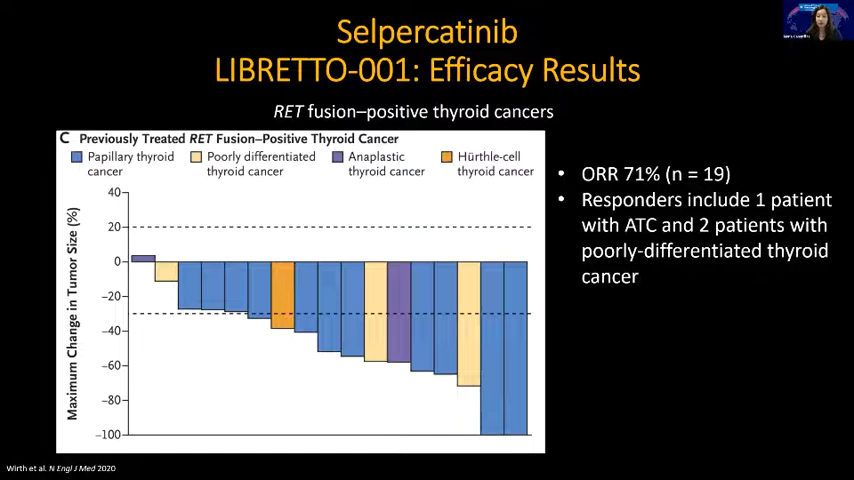 Selpercatinib
LIBRETTO-001: Efficacy Results
RET fusion–positive thyroid cancers
C Previously Treated RET Fusion–Positive Thyroid Cancer
Papillary thyroid cancer
Poorly differentiated thyroid cancer
Anaplastic thyroid cancer
Hürthle-cell thyroid cancer
Maximum Change in Tumor Size (%)
40
20
0
–20
–40
–60
–80
–100
• ORR 71% (n = 19)
• Responders include 1 patient
with ATC and 2 patients with
poorly-differentiated thyroid
cancer
Wirth et al. N Engl J Med 2020